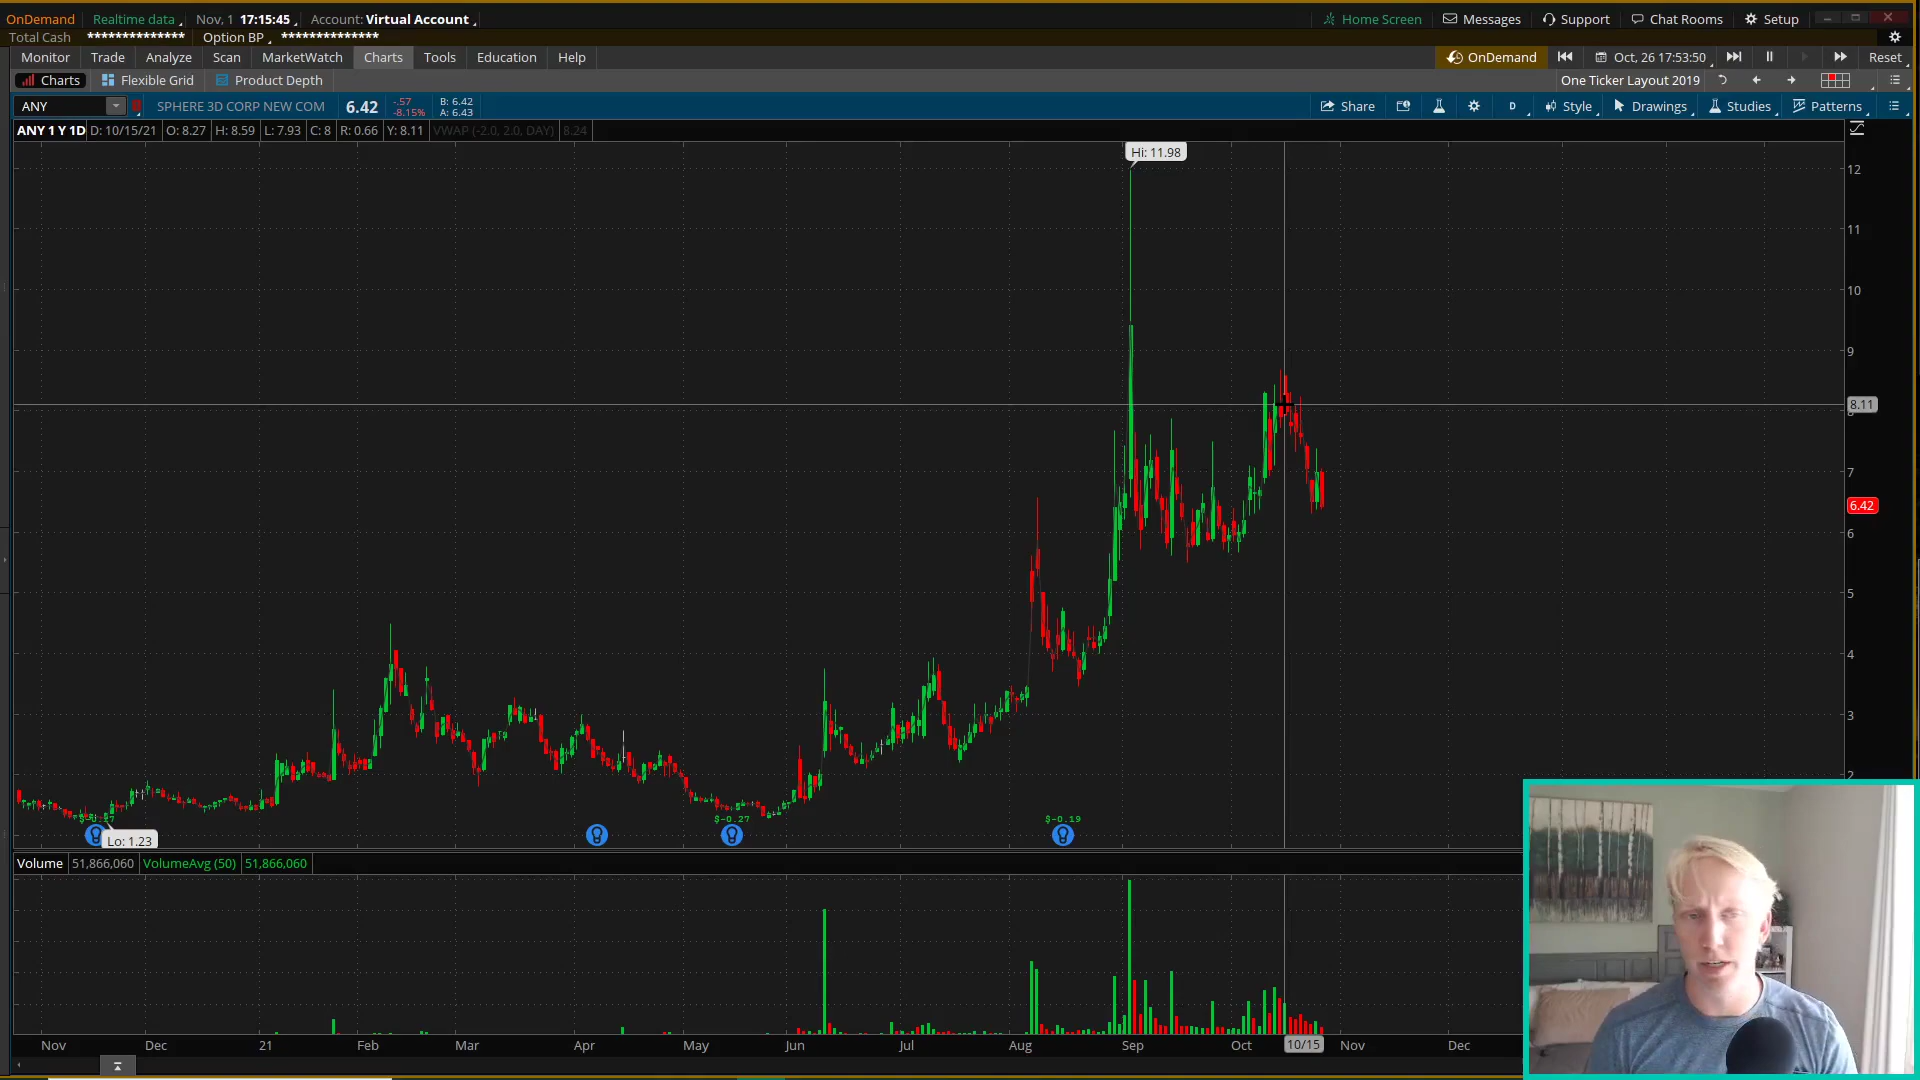 OnDemand Realtime data Nov, 1 17:15:45 Account: Virtual Account Home Screen Messages Support Chat Rooms Setup
Total Cash ************** Option BP **************
Monitor Trade Analyze Scan MarketWatch Charts Tools Education Help OnDemand Oct, 26 17:53:50 Reset
Charts Flexible Grid Product Depth One Ticker Layout 2019
ANY SPHERE 3D CORP NEW COM 6.42 -.57 B: 6.42 Share D Style Drawings Studies Patterns
-8.15% A: 6.43
ANY 1 Y 1D D: 10/15/21 O: 8.27 H: 8.59 L: 7.93 C: 8 R: 0.66 Y: 8.11 VWAP (-2.0, 2.0, DAY) 8.24
Hi: 11.98
12
11
10
9
8.11
7
6.42
6
5
4
3
2
$-0.27 $-0.19
Lo: 1.23
Volume 51,866,060 VolumeAvg (50) 51,866,060
Nov Dec 21 Feb Mar Apr May Jun Jul Aug Sep Oct 10/15 Nov Dec